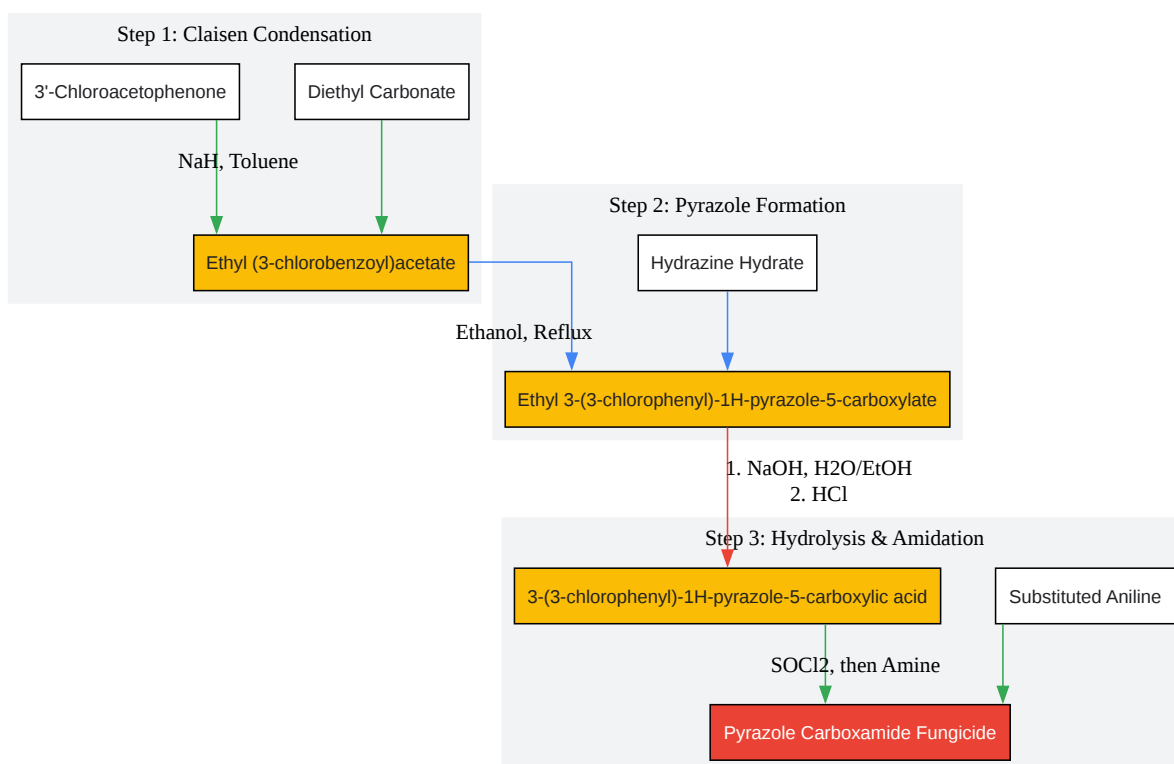 Step 1: Claisen Condensation
3'-Chloroacetophenone
Diethyl Carbonate
NaH, Toluene
Ethyl (3-chlorobenzoyl)acetate
Step 2: Pyrazole Formation
Hydrazine Hydrate
Ethanol, Reflux
Ethyl 3-(3-chlorophenyl)-1H-pyrazole-5-carboxylate
1. NaOH, H2O/EtOH
2. HCl
Step 3: Hydrolysis & Amidation
3-(3-chlorophenyl)-1H-pyrazole-5-carboxylic acid
Substituted Aniline
SOCl2, then Amine
Pyrazole Carboxamide Fungicide